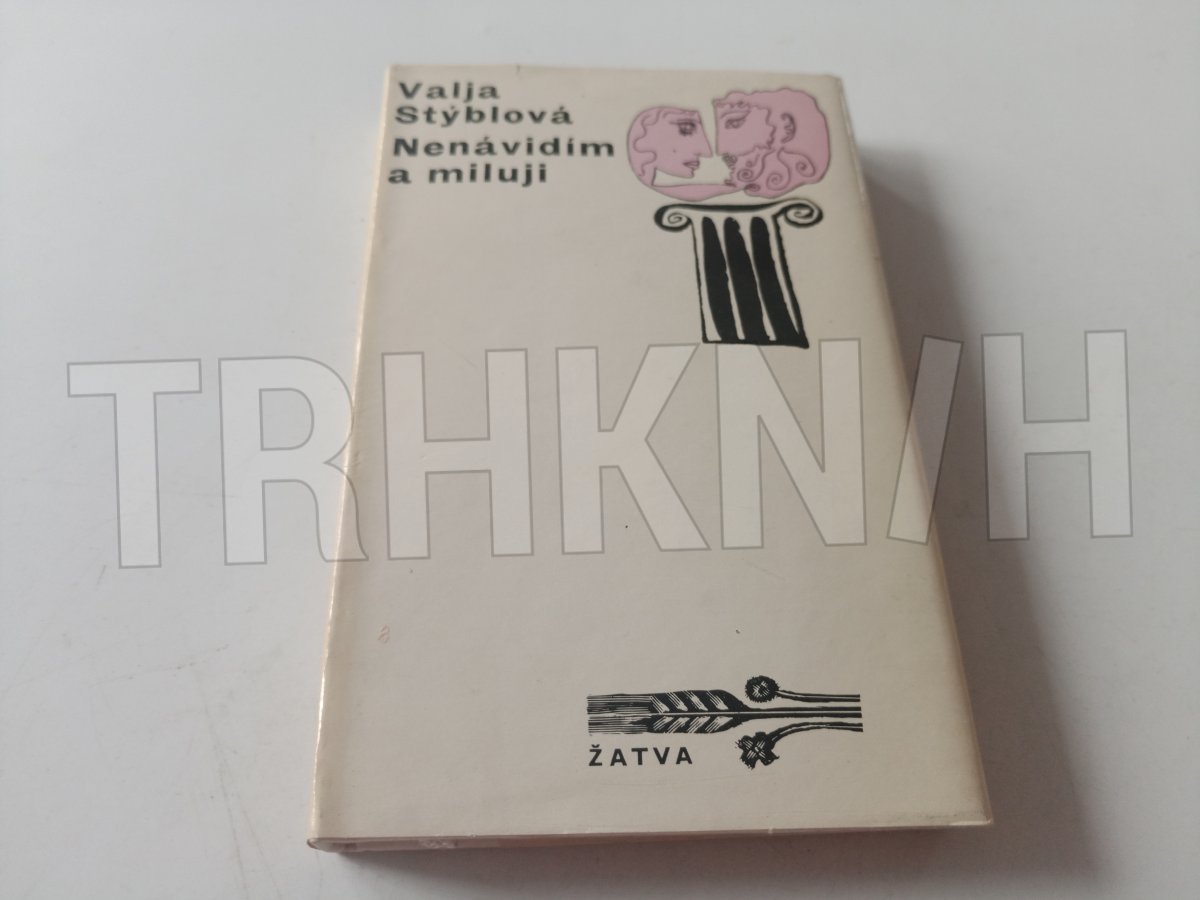 Valja
Stýblová
Nenávidím
a miluji
TRHKNIH
ŽATVA